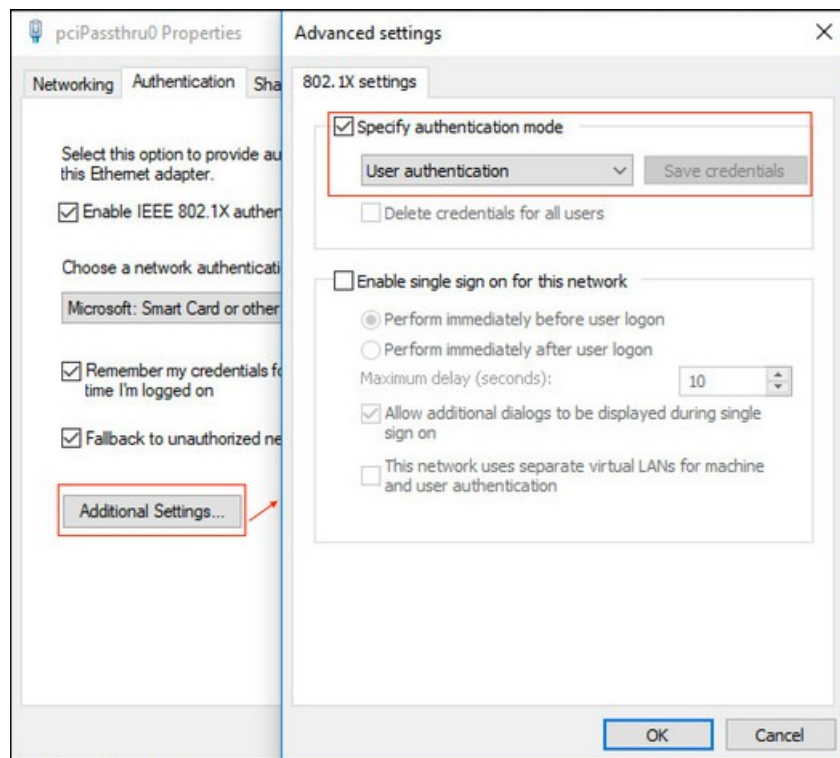 pciPassthru0 Properties
Networking
Authentication
Sha
Select this option to provide au
this Ethernet adapter.
Enable IEEE 802.1X auther
Choose a network authenticati
Microsoft: Smart Card or other
Remember my credentials fo
time I'm logged on
Fallback to unauthorized ne
Additional Settings...
Advanced settings
802.1X settings
Specify authentication mode
User authentication
Save credentials
Delete credentials for all users
Enable single sign on for this network
Perform immediately before user logon
Perform immediately after user logon
Maximum delay (seconds):
10
Allow additional dialogs to be displayed during single
sign on
This network uses separate virtual LANs for machine
and user authentication
OK
Cancel